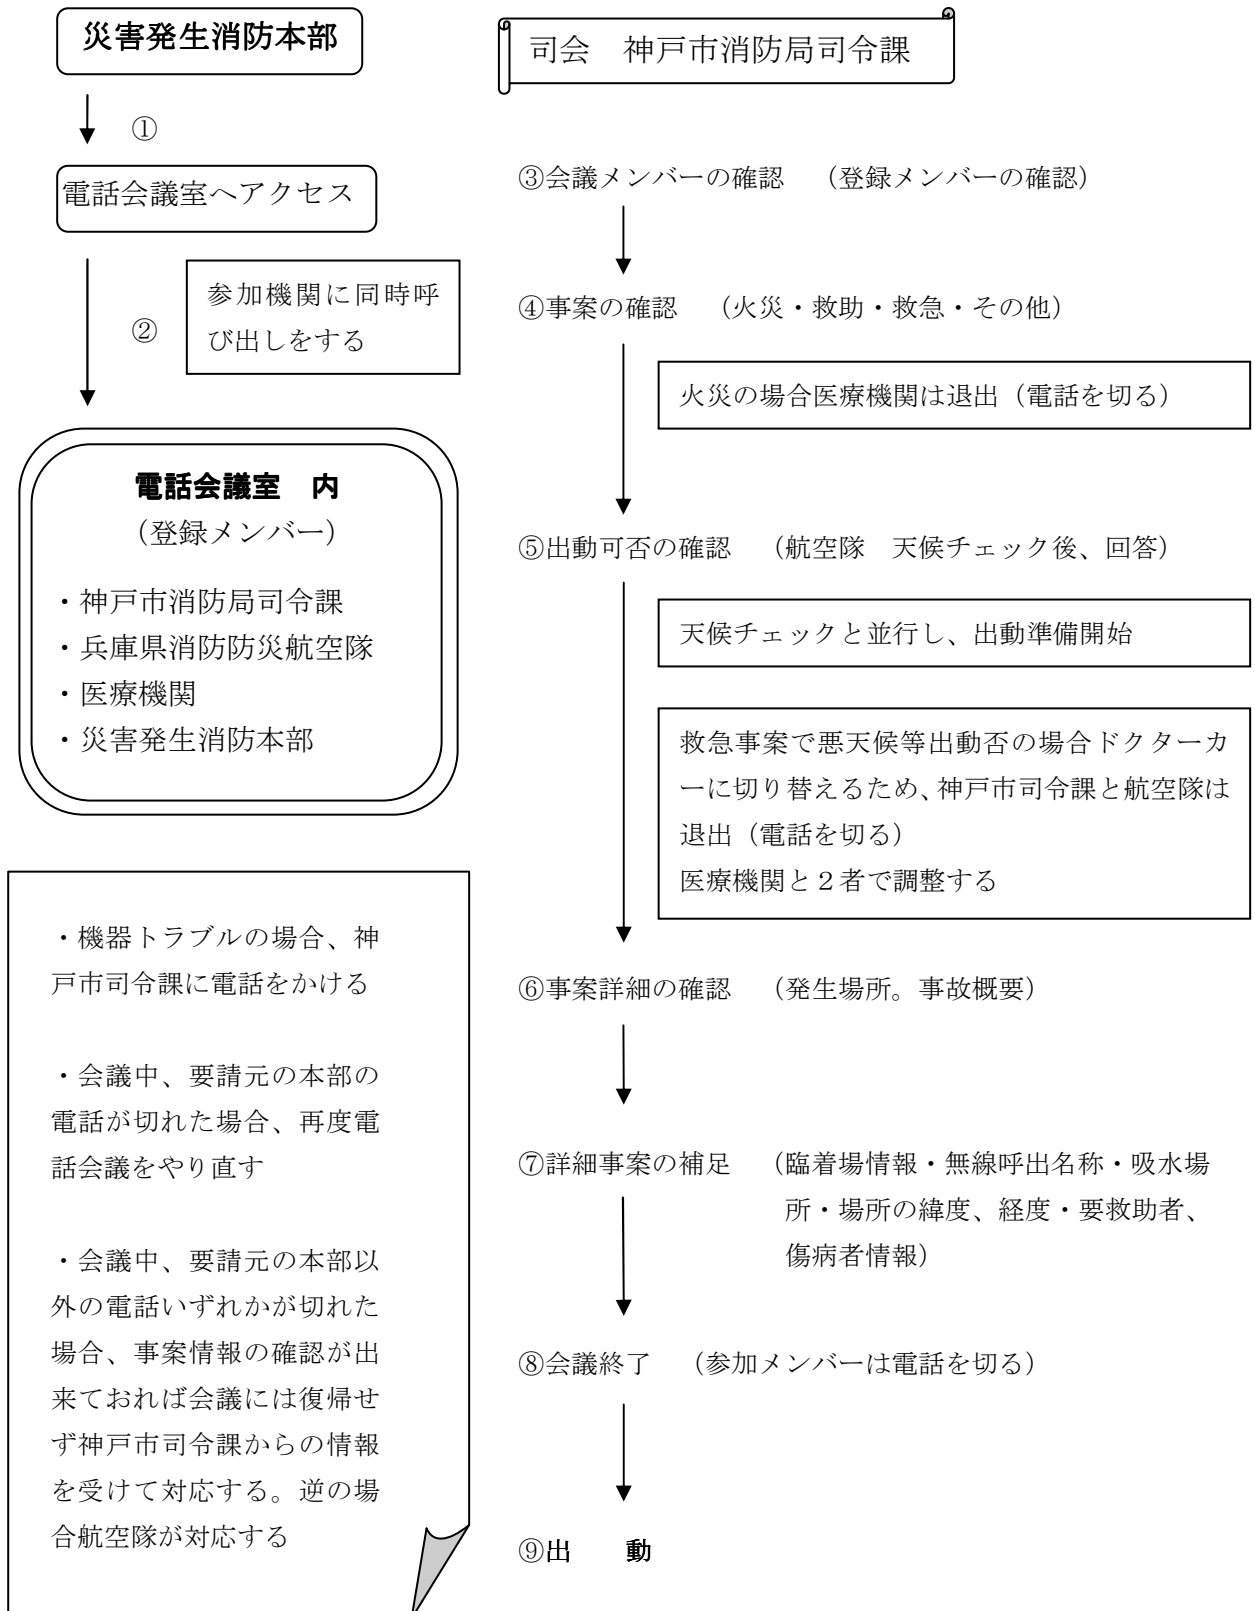 災害発生消防本部
①
電話会議室へアクセス
②
参加機関に同時呼
び出しをする
電話会議室　内
（登録メンバー）
・神戸市消防局司令課
・兵庫県消防防災航空隊
・医療機関
・災害発生消防本部
・機器トラブルの場合、神
戸市司令課に電話をかける
・会議中、要請元の本部の
電話が切れた場合、再度電
話会議をやり直す
・会議中、要請元の本部以
外の電話いずれかが切れた
場合、事案情報の確認が出
来ておれば会議には復帰せ
ず神戸市司令課からの情報
を受けて対応する。逆の場
合航空隊が対応する
司会　神戸市消防局司令課
③会議メンバーの確認　（登録メンバーの確認）
④事案の確認　（火災・救助・救急・その他）
火災の場合医療機関は退出（電話を切る）
⑤出動可否の確認　（航空隊　天候チェック後、回答）
天候チェックと並行し、出動準備開始
救急事案で悪天候等出動否の場合ドクターカ
ーに切り替えるため、神戸市司令課と航空隊は
退出（電話を切る）
医療機関と２者で調整する
⑥事案詳細の確認　（発生場所。事故概要）
⑦詳細事案の補足　（臨着場情報・無線呼出名称・吸水場
所・場所の緯度、経度・要救助者、
傷病者情報）
⑧会議終了　（参加メンバーは電話を切る）
⑨出　　動